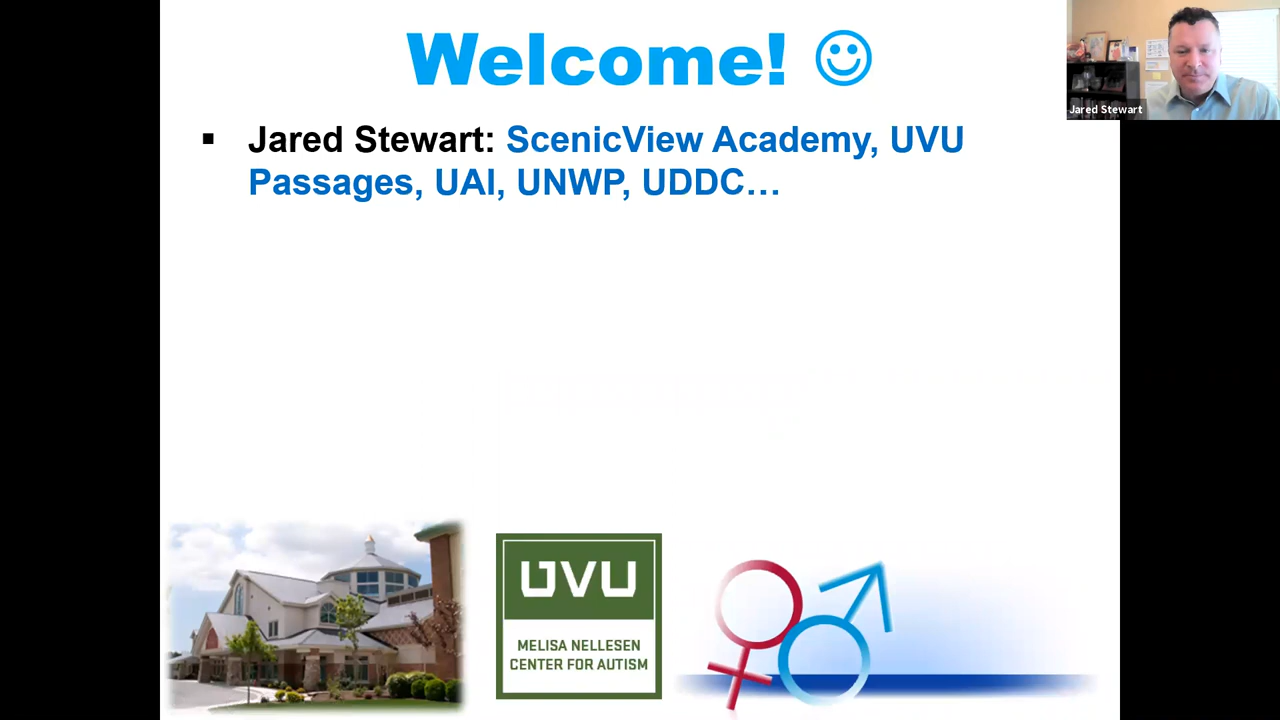 Welcome! ☺
Jared Stewart
▪ Jared Stewart: ScenicView Academy, UVU
Passages, UAI, UNWP, UDDC…
UVU
MELISA NELLESEN
CENTER FOR AUTISM